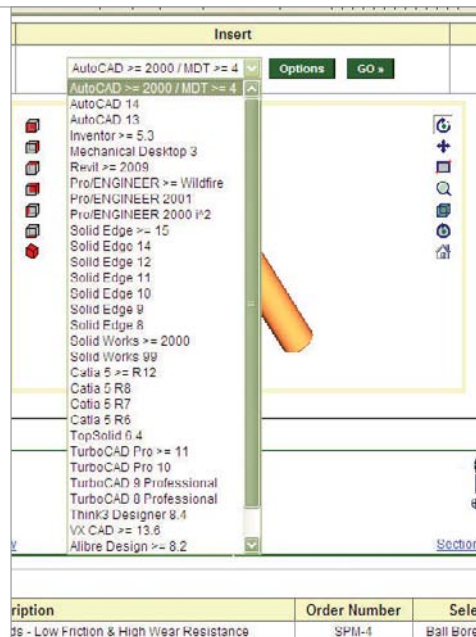 Insert
AutoCAD >= 2000 / MDT >= 4 Options GO »
AutoCAD >= 2000 / MDT >= 4
AutoCAD 14
AutoCAD 13
Inventor >= 5.3
Mechanical Desktop 3
Revit >= 2009
Pro/ENGINEER >= Wildfire
Pro/ENGINEER 2001
Pro/ENGINEER 2000 i^2
Solid Edge >= 15
Solid Edge 14
Solid Edge 12
Solid Edge 11
Solid Edge 10
Solid Edge 9
Solid Edge 8
Solid Works >= 2000
Solid Works 99
Catia 5 >= R12
Catia 5 R8
Catia 5 R7
Catia 5 R6
TopSolid 6.4
TurboCAD Pro >= 11
TurboCAD Pro 10
TurboCAD 9 Professional
TurboCAD 8 Professional
Think3 Designer 8.4
VX CAD >= 13.6
Alibre Design >= 8.2
Section
ription Order Number Sele
ds - Low Friction & High Wear Resistance SPM-4 Ball Bore